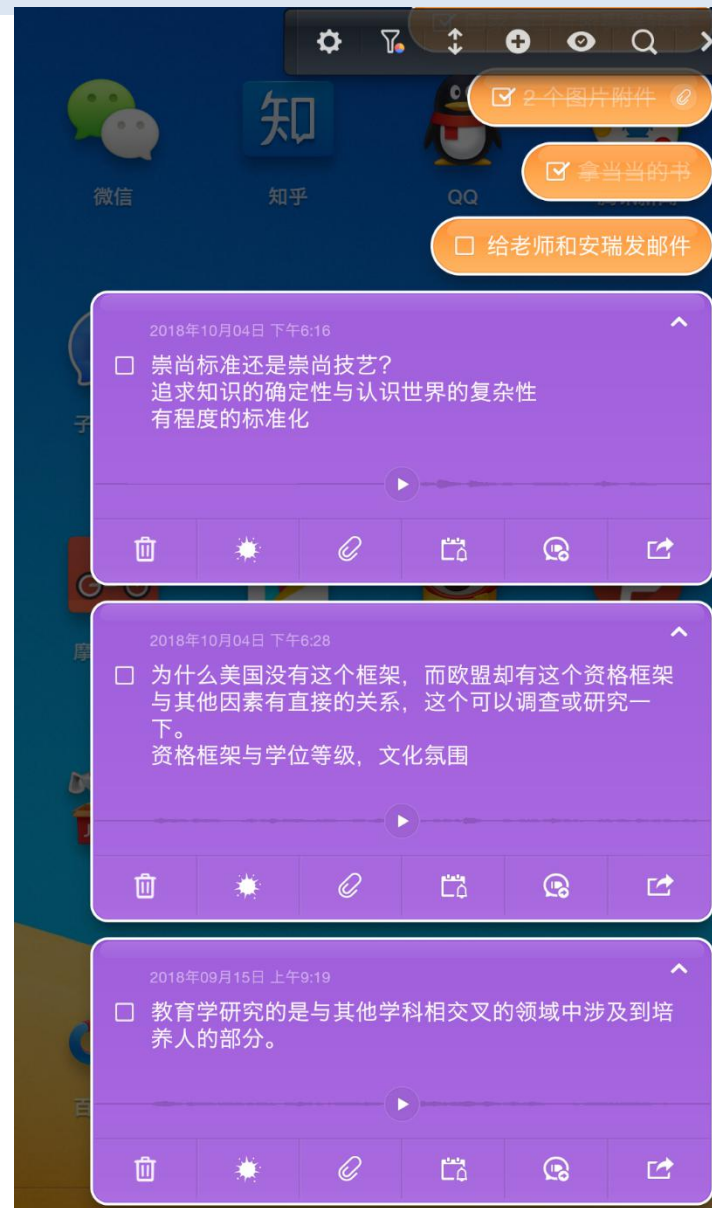 2 个图片附件
知
微信
知乎
QQ
拿当当的书
给老师和安瑞发邮件
2018年10月04日 下午6:16
崇尚标准还是崇尚技艺?
追求知识的确定性与认识世界的复杂性
有程度的标准化
子
2018年10月04日 下午6:28
为什么美国没有这个框架，而欧盟却有这个资格框架
与其他因素有直接的关系，这个可以调查或研究一
下。
资格框架与学位等级，文化氛围
摩
2018年09月15日 上午9:19
教育学研究的是与其他学科相交叉的领域中涉及到培
养人的部分。
百